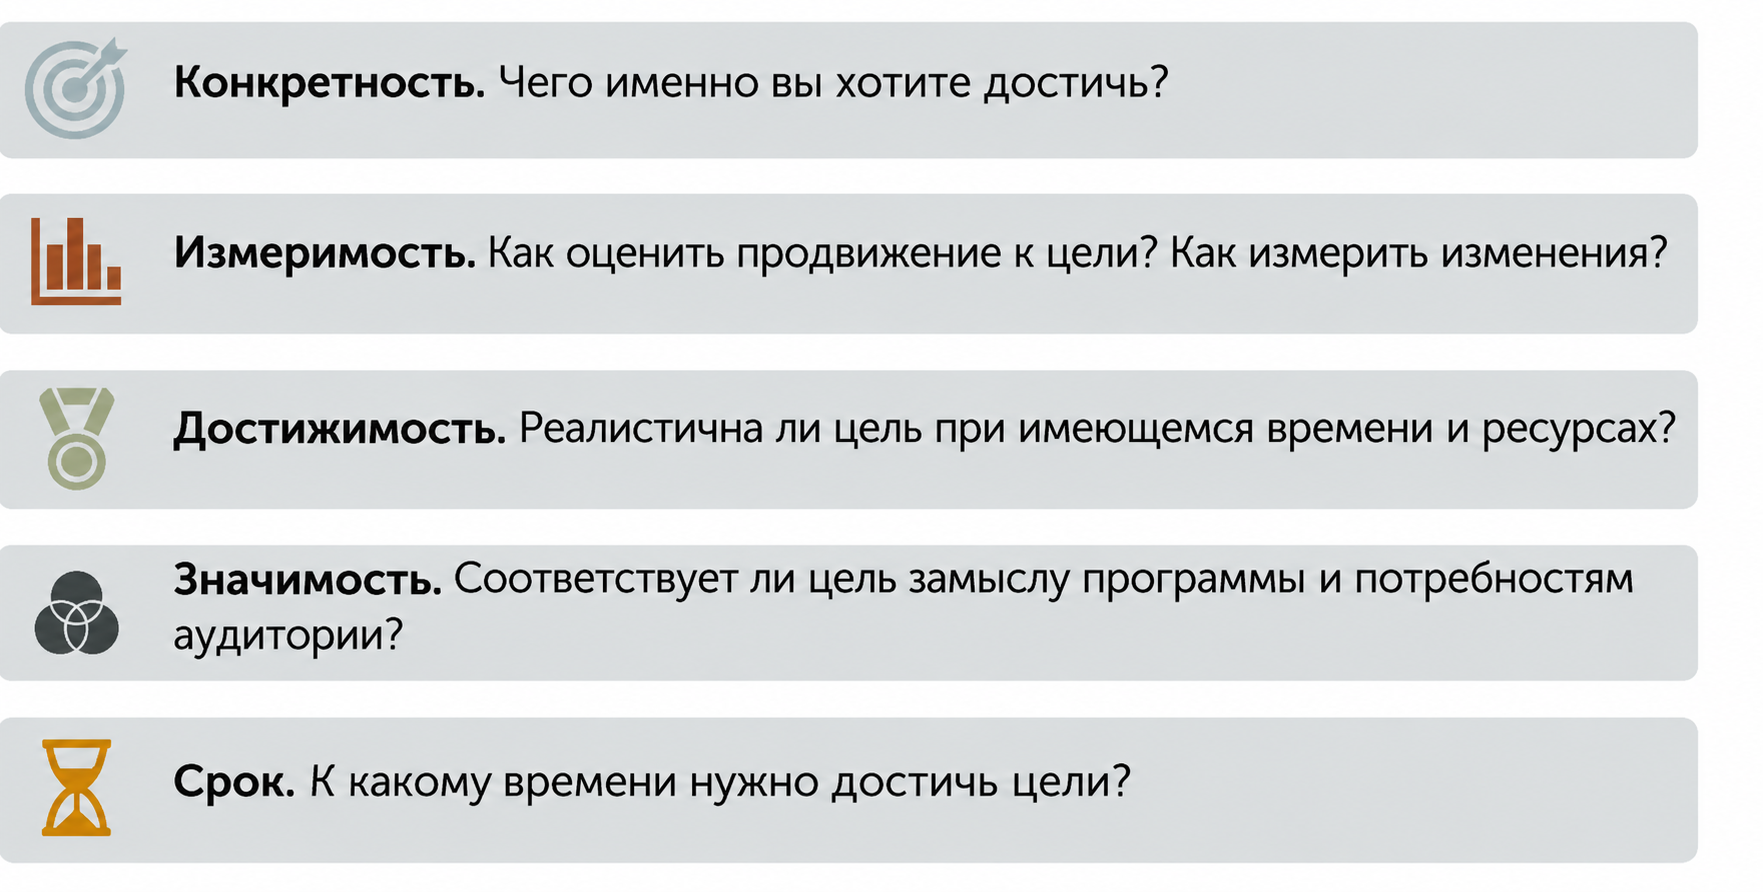 Конкретность. Чего именно вы хотите достичь?
Измеримость. Как оценить продвижение к цели? Как измерить изменения?
Достижимость. Реалистична ли цель при имеющемся времени и ресурсах?
Значимость. Соответствует ли цель замыслу программы и потребностям
аудитории?
Срок. К какому времени нужно достичь цели?